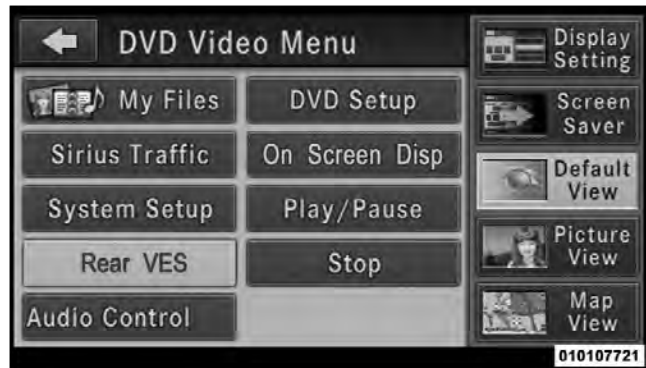 DVD Video Menu
My Files
DVD Setup
Sirius Traffic
On Screen Disp
System Setup
Play/Pause
Rear VES
Stop
Audio Control
Display
Setting
Screen
Saver
Default
View
Picture
View
Map
View
010107721